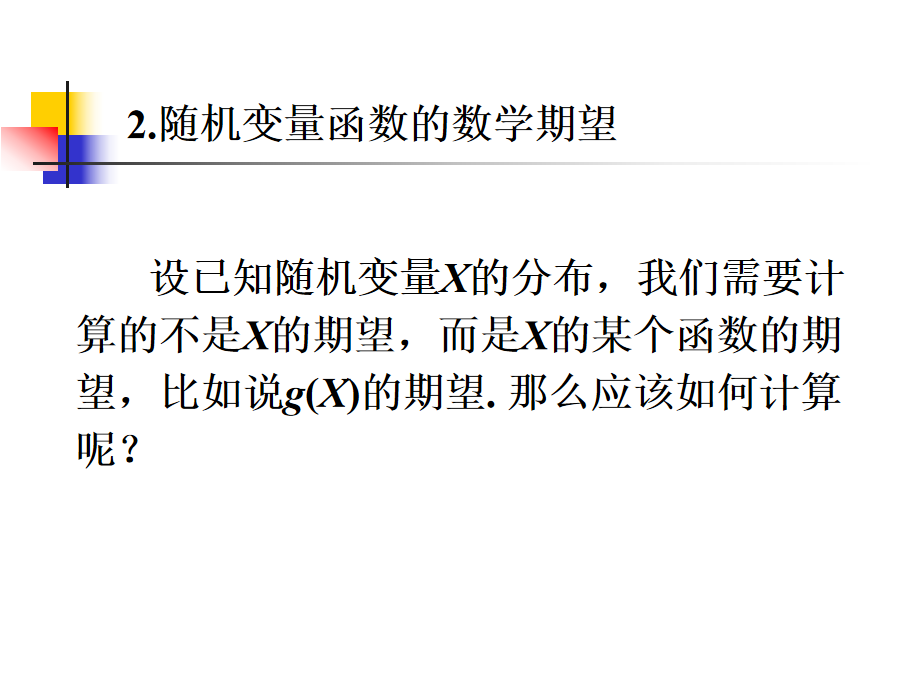 2.随机变量函数的数学期望
设已知随机变量X的分布，我们需要计
算的不是X的期望，而是X的某个函数的期
望，比如说g(X)的期望. 那么应该如何计算
呢？